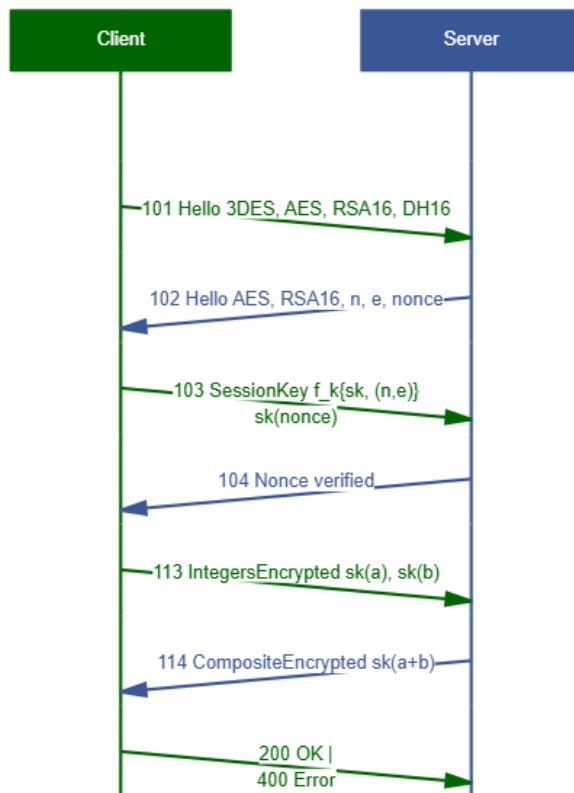 Client
Server
101 Hello 3DES, AES, RSA16, DH16
102 Hello AES, RSA16, n, e, nonce
103 SessionKey f_k{sk, (n,e)}
sk(nonce)
104 Nonce verified
113 IntegersEncrypted sk(a), sk(b)
114 CompositeEncrypted sk(a+b)
200 OK |
400 Error